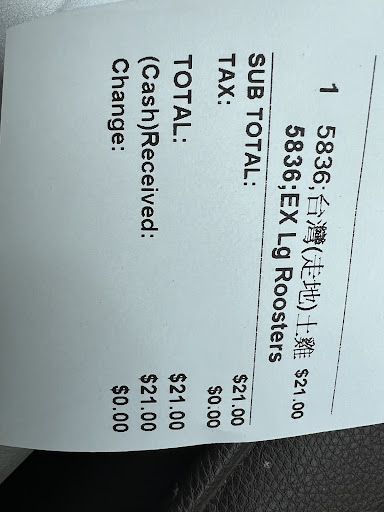 1 5836;台灣(走地)土雞 $21.00
5836;EX Lg Roosters
SUB TOTAL: $21.00
TAX: $0.00
TOTAL: $21.00
(Cash)Received: $21.00
Change: $0.00